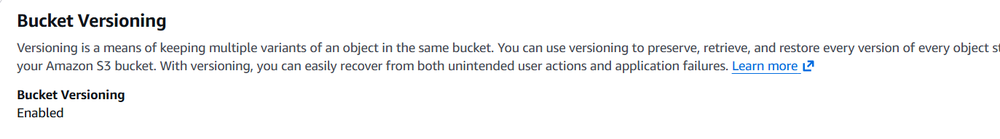 Bucket Versioning
Versioning is a means of keeping multiple variants of an object in the same bucket. You can use versioning to preserve, retrieve, and restore every version of every object
your Amazon S3 bucket. With versioning, you can easily recover from both unintended user actions and application failures. Learn more
Bucket Versioning
Enabled